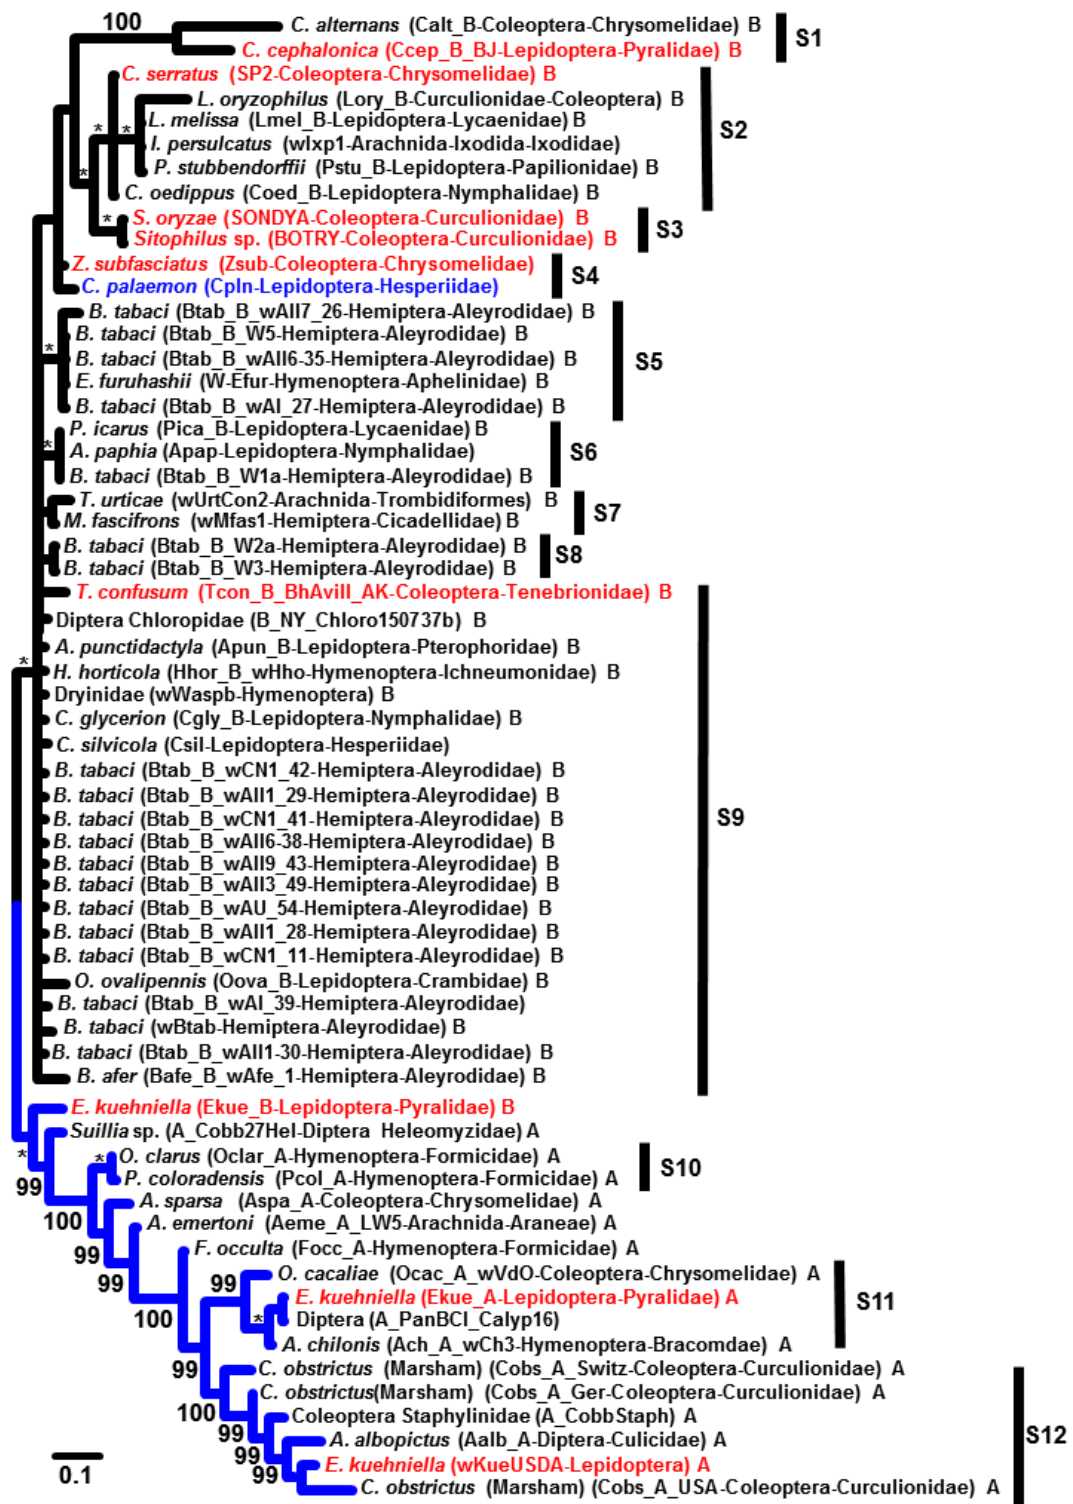 100
C. alternans (Calt_B-Coleoptera-Chrysomelidae) B
S1
C. cephalonica (Ccep_B_BJ-Lepidoptera-Pyralidae) B
C. serratus (SP2-Coleoptera-Chrysomelidae) B
L. oryzophilus (Lory_B-Curculionidae-Coleoptera) B
* *
L. melissa (Lmel_B-Lepidoptera-Lycaenidae) B
S2
I. persulcatus (wIxp1-Arachnida-Ixodida-Ixodidae)
*
P. stubbendorffii (Pstu_B-Lepidoptera-Papilionidae) B
C. oedippus (Coed_B-Lepidoptera-Nymphalidae) B
*
S. oryzae (SONDYA-Coleoptera-Curculionidae) B
S3
Sitophilus sp. (BOTRY-Coleoptera-Curculionidae) B
Z. subfasciatus (Zsub-Coleoptera-Chrysomelidae)
S4
C. palaemon (Cpln-Lepidoptera-Hesperiidae)
B. tabaci (Btab_B_wAll7_26-Hemiptera-Aleyrodidae) B
B. tabaci (Btab_B_W5-Hemiptera-Aleyrodidae) B
*
B. tabaci (Btab_B_wAll6-35-Hemiptera-Aleyrodidae) B
S5
E. furuhashii (W-Efur-Hymenoptera-Aphelinidae) B
B. tabaci (Btab_B_wAl_27-Hemiptera-Aleyrodidae) B
P. icarus (Pica_B-Lepidoptera-Lycaenidae) B
*
A. paphia (Apap-Lepidoptera-Nymphalidae)
S6
B. tabaci (Btab_B_W1a-Hemiptera-Aleyrodidae) B
T. urticae (wUrtCon2-Arachnida-Trombidiformes) B
S7
M. fascifrons (wMfas1-Hemiptera-Cicadellidae) B
B. tabaci (Btab_B_W2a-Hemiptera-Aleyrodidae) B
S8
B. tabaci (Btab_B_W3-Hemiptera-Aleyrodidae) B
T. confusum (Tcon_B_BhAvill_AK-Coleoptera-Tenebrionidae) B
Diptera Chloropidae (B_NY_Chloro150737b) B
A. punctidactyla (Apun_B-Lepidoptera-Pterophoridae) B
*
H. horticola (Hhor_B_wHho-Hymenoptera-Ichneumonidae) B
Dryinidae (wWaspb-Hymenoptera) B
C. glycerion (Cgly_B-Lepidoptera-Nymphalidae) B
C. silvicola (Csil-Lepidoptera-Hesperiidae)
B. tabaci (Btab_B_wCN1_42-Hemiptera-Aleyrodidae) B
B. tabaci (Btab_B_wAll1_29-Hemiptera-Aleyrodidae) B
S9
B. tabaci (Btab_B_wCN1_41-Hemiptera-Aleyrodidae) B
B. tabaci (Btab_B_wAll6-38-Hemiptera-Aleyrodidae) B
B. tabaci (Btab_B_wAll9_43-Hemiptera-Aleyrodidae) B
B. tabaci (Btab_B_wAll3_49-Hemiptera-Aleyrodidae) B
B. tabaci (Btab_B_wAU_54-Hemiptera-Aleyrodidae) B
B. tabaci (Btab_B_wAll1_28-Hemiptera-Aleyrodidae) B
B. tabaci (Btab_B_wCN1_11-Hemiptera-Aleyrodidae) B
O. ovalipennis (Oova_B-Lepidoptera-Crambidae) B
B. tabaci (Btab_B_wAl_39-Hemiptera-Aleyrodidae)
B. tabaci (wBtab-Hemiptera-Aleyrodidae) B
B. tabaci (Btab_B_wAll1-30-Hemiptera-Aleyrodidae) B
B. afer (Bafe_B_wAfe_1-Hemiptera-Aleyrodidae) B
E. kuehniella (Ekue_B-Lepidoptera-Pyralidae) B
Suillia sp. (A_Cobb27Hel-Diptera Heleomyzidae) A
*
* O. clarus (Oclar_A-Hymenoptera-Formicidae) A
S10
P. coloradensis (Pcol_A-Hymenoptera-Formicidae) A
99
A. sparsa (Aspa_A-Coleoptera-Chrysomelidae) A
100
A. emertoni (Aeme_A_LW5-Arachnida-Araneae) A
99
F. occulta (Focc_A-Hymenoptera-Formicidae) A
99
99
O. cacaliae (Ocac_A_wVdO-Coleoptera-Chrysomelidae) A
E. kuehniella (Ekue_A-Lepidoptera-Pyralidae) A
S11
100
*
Diptera (A_PanBCI_Calyp16)
A. chilonis (Ach_A_wCh3-Hymenoptera-Bracomdae) A
99
C. obstrictus (Marsham) (Cobs_A_Switz-Coleoptera-Curculionidae) A
C. obstrictus(Marsham) (Cobs_A_Ger-Coleoptera-Curculionidae) A
100
Coleoptera Staphylinidae (A_CobbStaph) A
99
A. albopictus (Aalb_A-Diptera-Culicidae) A
S12
99
E. kuehniella (wKueUSDA-Lepidoptera) A
99
0.1
C. obstrictus (Marsham) (Cobs_A_USA-Coleoptera-Curculionidae) A